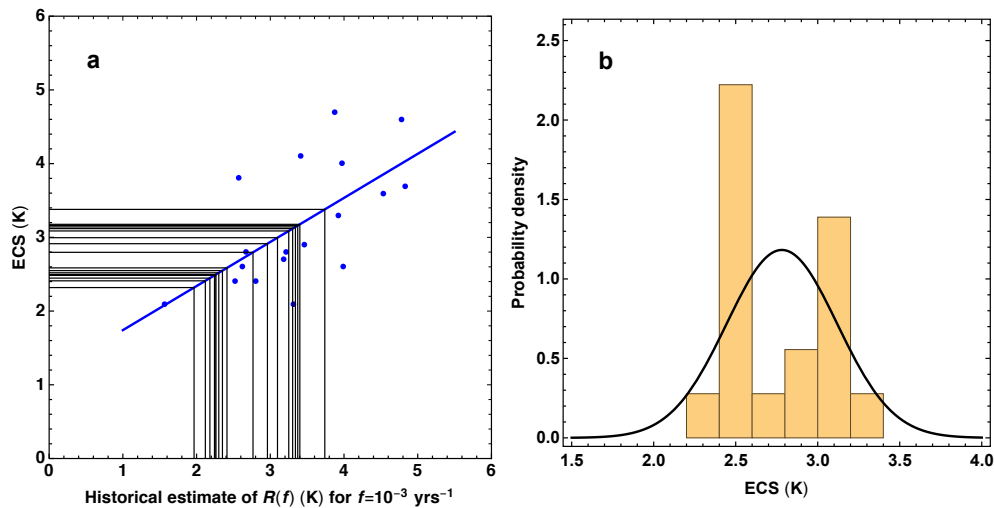 a
6
5
4
3
2
1
0
ECS (K)
0 1 2 3 4 5 6
Historical estimate of R(f) (K) for f=10⁻³ yrs⁻¹
b
2.5
2.0
1.5
1.0
0.5
0.0
Probability density
1.5 2.0 2.5 3.0 3.5 4.0
ECS (K)